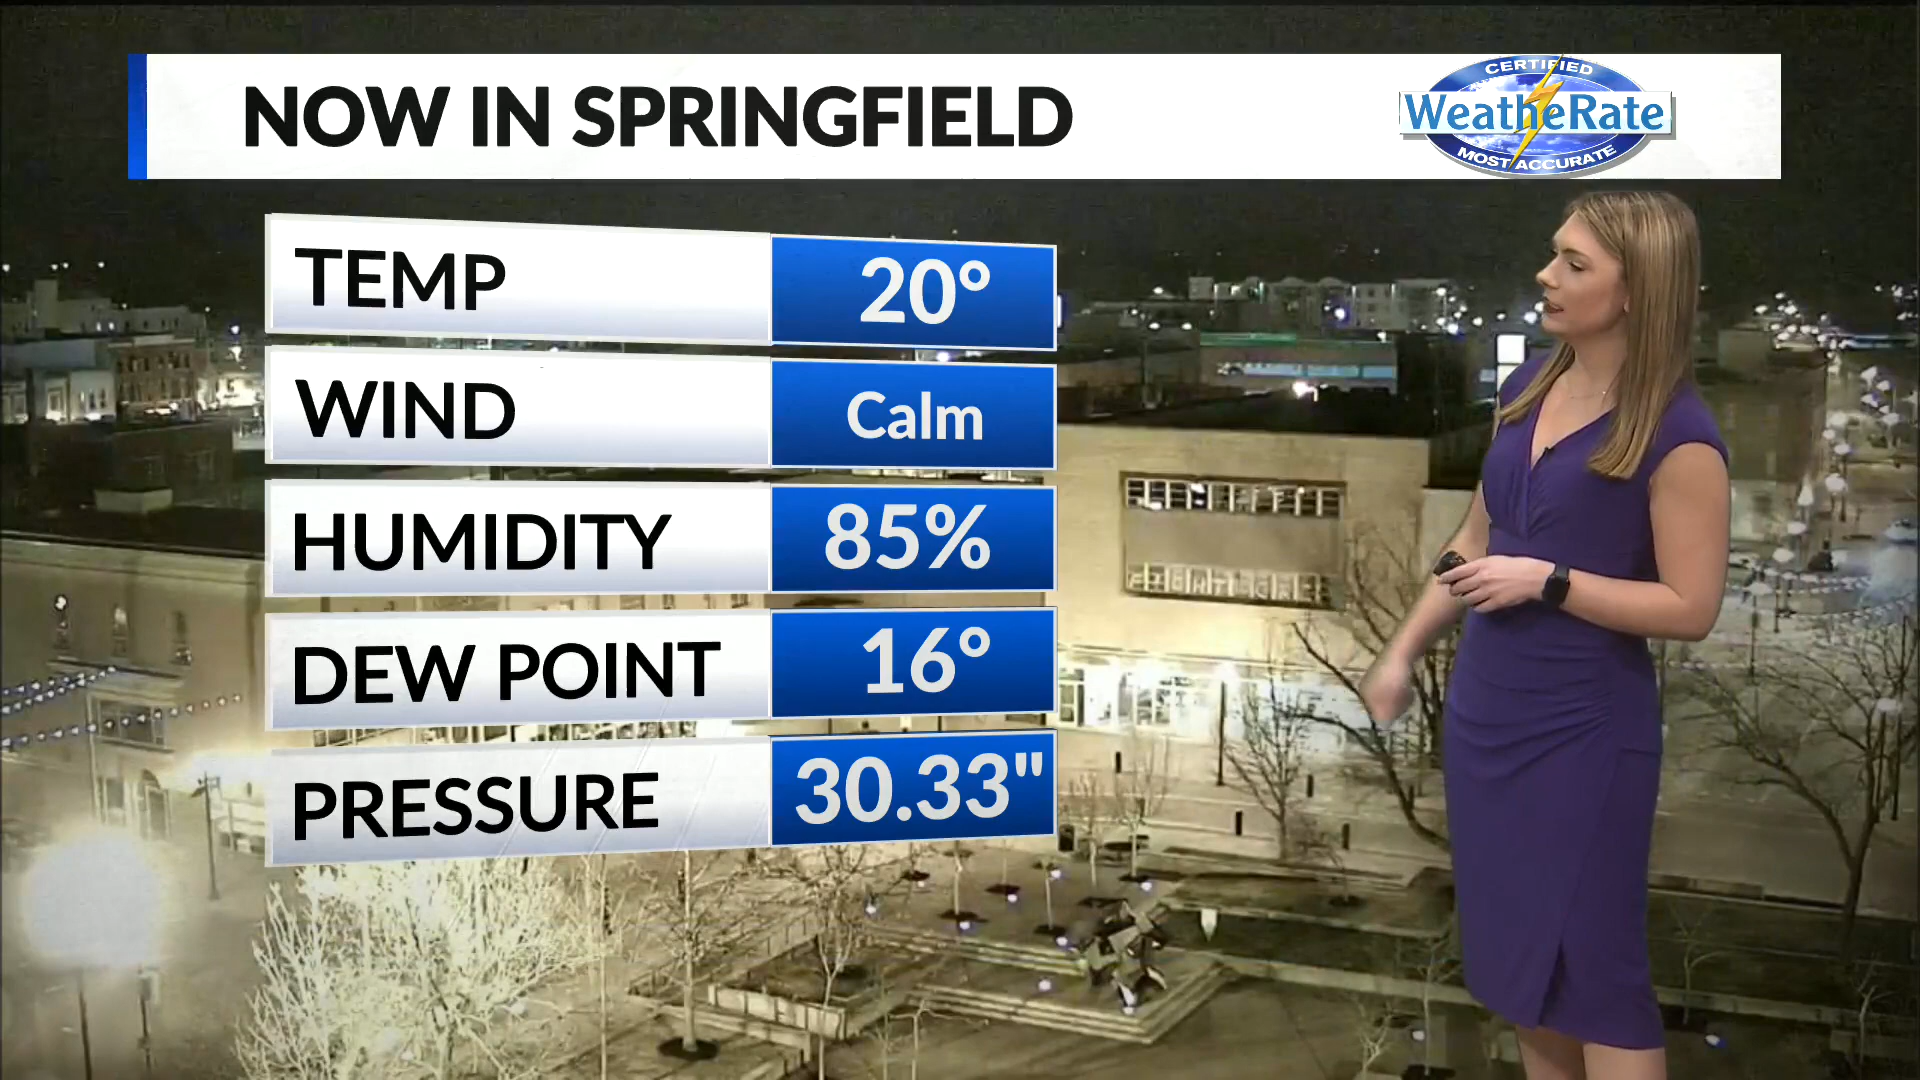 NOW IN SPRINGFIELD
CERTIFIED
WeatheRate
MOST ACCURATE
TEMP 20°
WIND Calm
HUMIDITY 85%
DEW POINT 16°
PRESSURE 30.33"